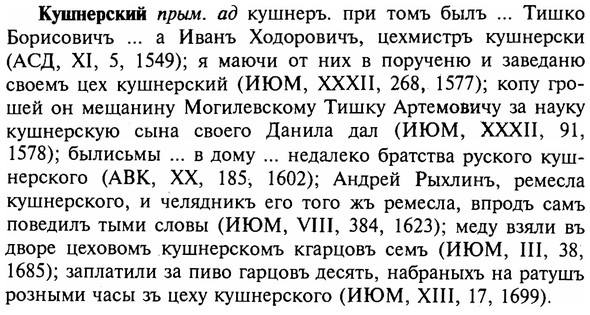 Кушнерский прым. ад кушнеръ. при томъ былъ ... Тишко
Борисовичъ ... а Иванъ Ходоровичъ, цехмистръ кушнерски
(АСД, XI, 5, 1549); я маючи от них в порученю и заведаню
своемъ цех кушнерский (ИЮМ, XXXII, 268, 1577); копу гро-
шей он мещанину Могилевскому Тишку Артемовичу за науку
кушнерскую сына своего Данила дал (ИЮМ, XXXII, 91,
1578); былисьмы ... в дому ... недалеко братства руского куш-
нерского (АВК, XX, 185, 1602); Андрей Рыхлинъ, ремесла
кушнерского, и челядникъ его того жъ ремесла, впродъ самъ
поведилъ тыми словы (ИЮМ, VIII, 384, 1623); меду взяли въ
дворе цеховомъ кушнерскомъ кгарцовъ семъ (ИЮМ, III, 38,
1685); заплатили за пиво гарцовъ десять, набраныхъ на ратушъ
розными часы зъ цеху кушнерского (ИЮМ, XIII, 17, 1699).